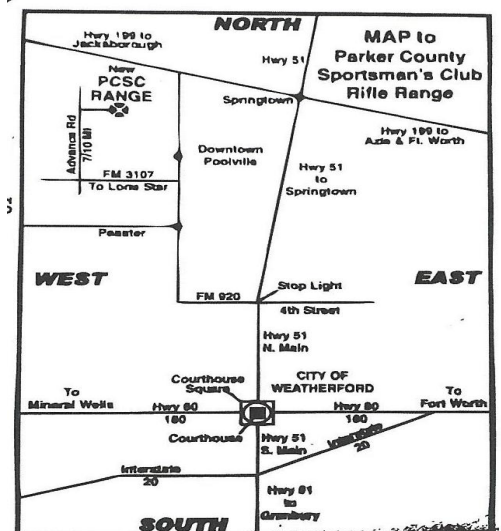 NORTH
Hwy 199 to
Jacksborough
Hwy 51
MAP to
Parker County
Sportsman's Club
Rifle Range
New
PCSC
RANGE
Springtown
Hwy 199 to
Azle & Ft. Worth
Advance Rd
7/10 Mi
Downtown
Poolville
Hwy 51
to
Springtown
FM 3107
To Lone Star
Peaster
WEST
EAST
Stop Light
FM 920
4th Street
Hwy 51
N. Main
Courthouse
Square
CITY OF
WEATHERFORD
To
Mineral Wells
To
Fort Worth
Hwy 80
180
Hwy 80
180
Courthouse
Hwy 51
S. Main
Interstate
20
Interstate
20
Hwy 51
to
Granbury
SOUTH